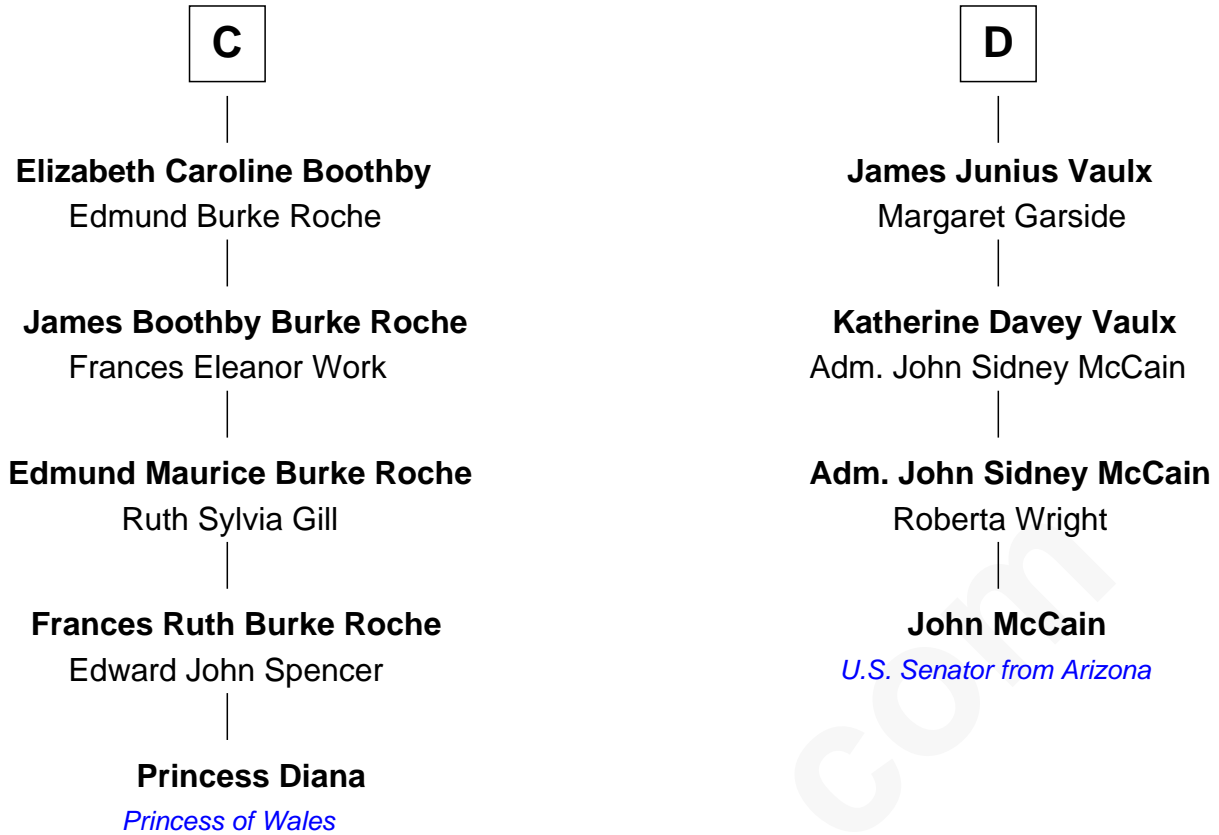 C
Elizabeth Caroline Boothby
Edmund Burke Roche
James Boothby Burke Roche
Frances Eleanor Work
Edmund Maurice Burke Roche
Ruth Sylvia Gill
Frances Ruth Burke Roche
Edward John Spencer
Princess Diana
Princess of Wales
D
James Junius Vaulx
Margaret Garside
Katherine Davey Vaulx
Adm. John Sidney McCain
Adm. John Sidney McCain
Roberta Wright
John McCain
U.S. Senator from Arizona
com